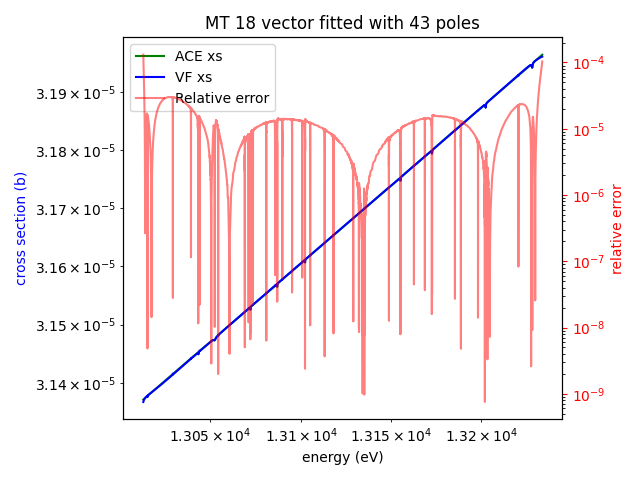 MT 18 vector fitted with 43 poles
ACE xs
VF xs
Relative error
3.19 × 10⁻⁵
3.18 × 10⁻⁵
3.17 × 10⁻⁵
3.16 × 10⁻⁵
3.15 × 10⁻⁵
3.14 × 10⁻⁵
cross section (b)
10⁻⁴
10⁻⁵
10⁻⁶
10⁻⁷
10⁻⁸
10⁻⁹
relative error
1.305 × 10⁴ 1.31 × 10⁴ 1.315 × 10⁴ 1.32 × 10⁴
energy (eV)